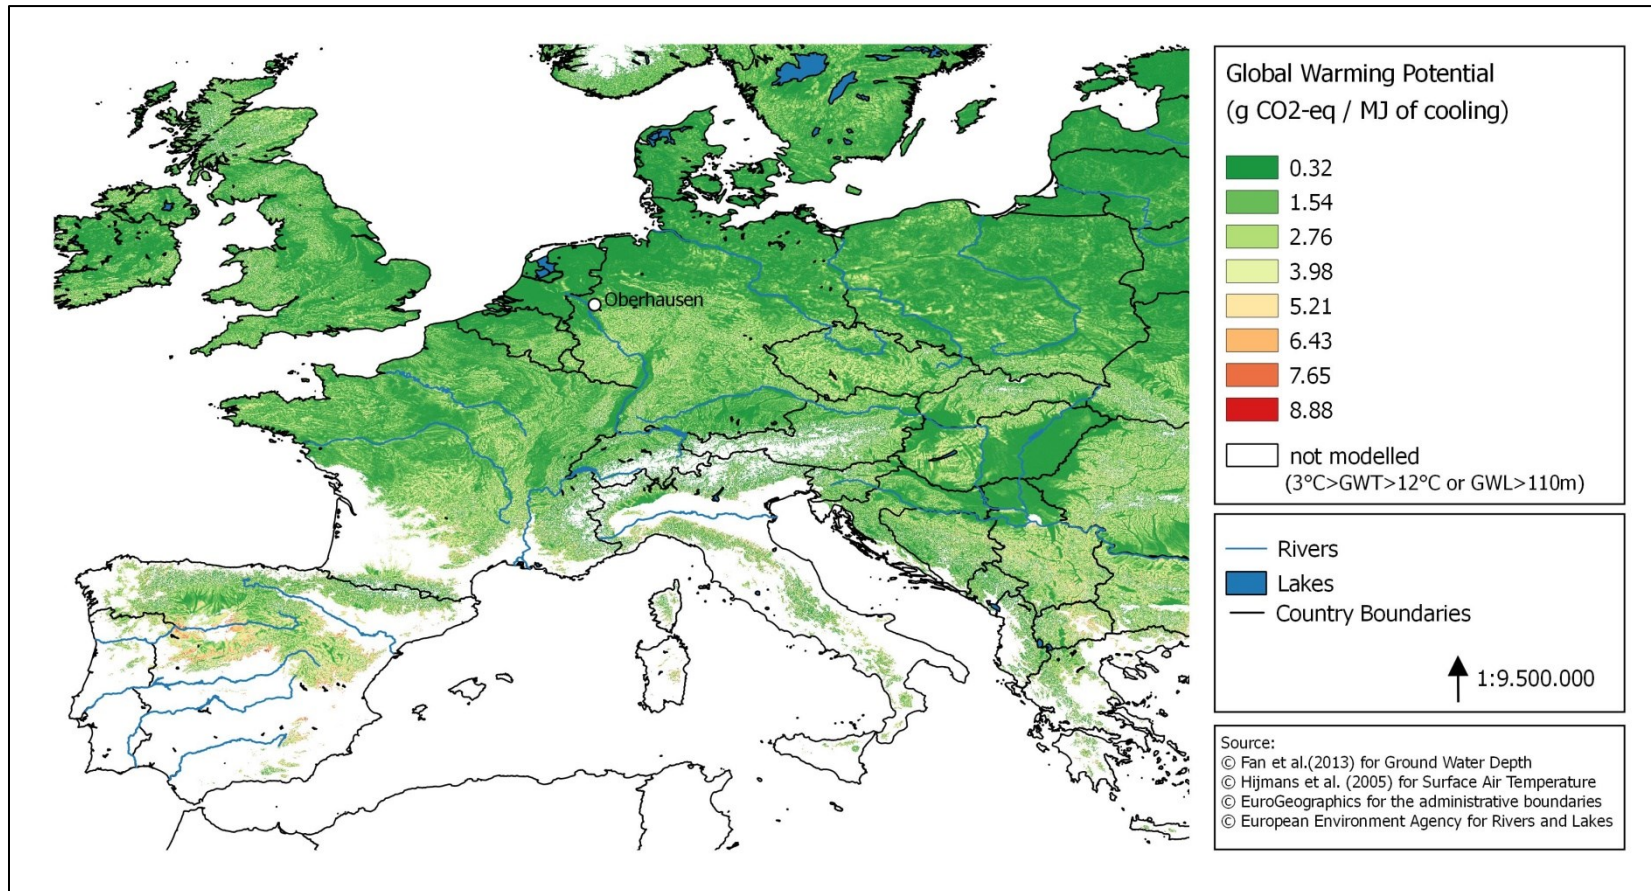 Oberhausen
Global Warming Potential
(g CO2-eq / MJ of cooling)
0.32
1.54
2.76
3.98
5.21
6.43
7.65
8.88
not modelled
(3°C>GWT>12°C or GWL>110m)
Rivers
Lakes
Country Boundaries
1:9.500.000
Source:
© Fan et al.(2013) for Ground Water Depth
© Hijmans et al. (2005) for Surface Air Temperature
© EuroGeographics for the administrative boundaries
© European Environment Agency for Rivers and Lakes